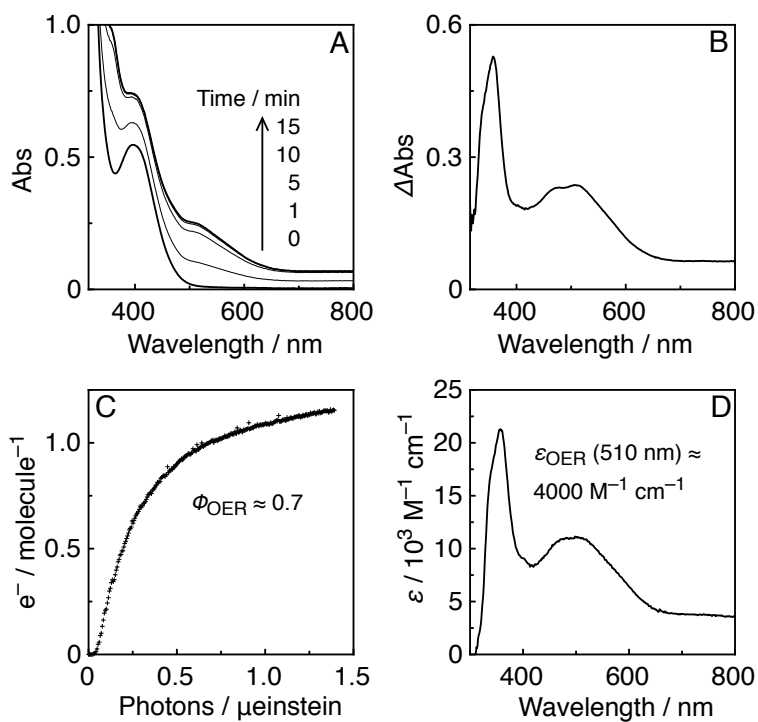 A
1.0
0.5
0
Abs
Time / min
15
10
5
1
0
400
600
800
Wavelength / nm
B
0.6
0.3
0
ΔAbs
400
600
800
Wavelength / nm
C
1.0
0.5
0
e⁻ / molecule⁻¹
Φ_OER ≈ 0.7
0
0.5
1.0
1.5
Photons / µeinstein
D
25
20
15
10
5
0
ε / 10³ M⁻¹ cm⁻¹
ε_OER (510 nm) ≈
4000 M⁻¹ cm⁻¹
400
600
800
Wavelength / nm